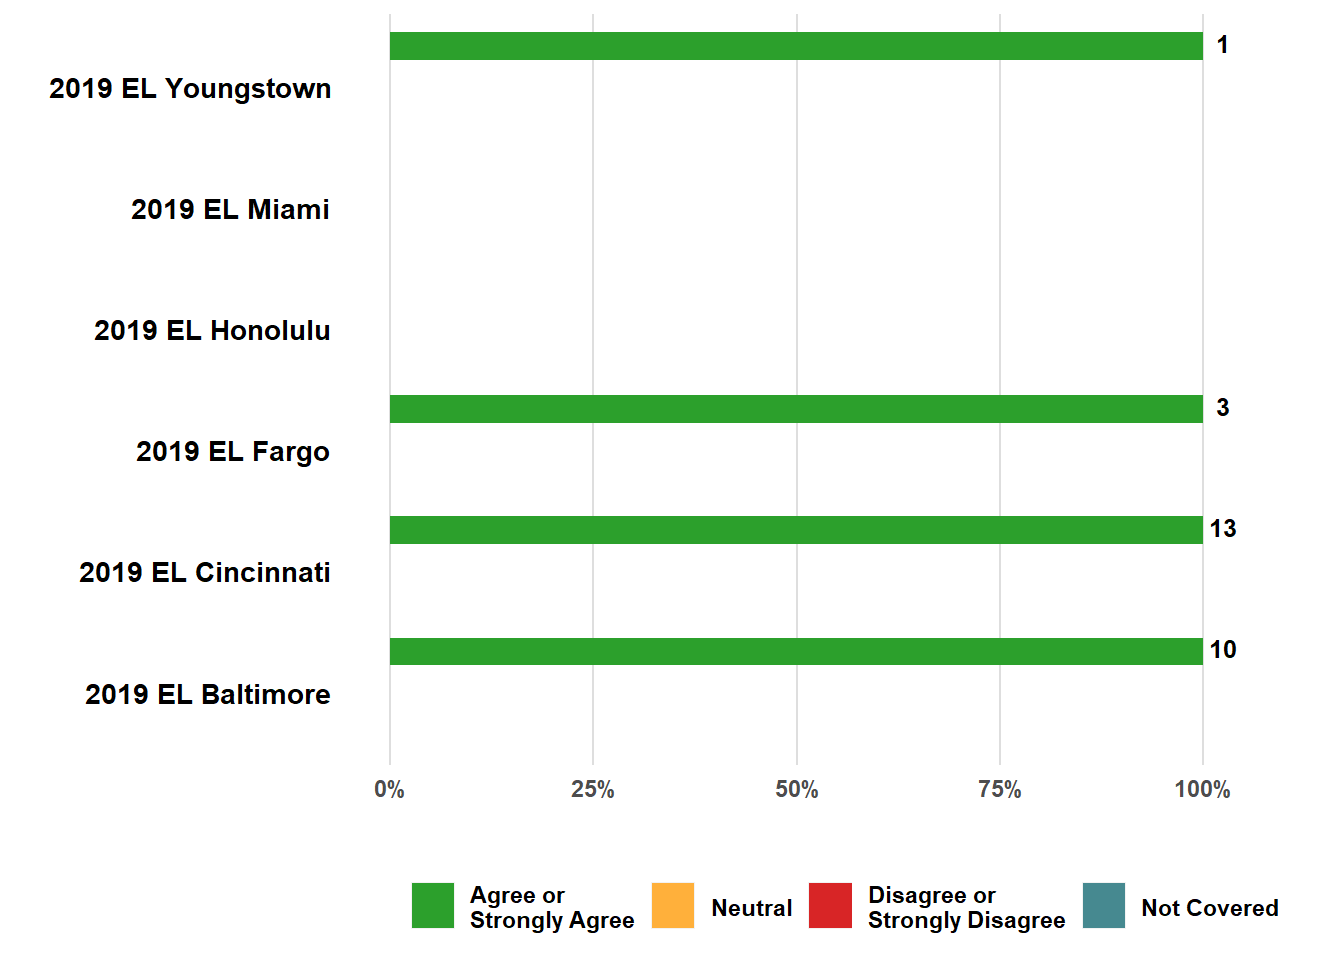 1
2019 EL Youngstown
2019 EL Miami
2019 EL Honolulu
3
2019 EL Fargo
13
2019 EL Cincinnati
10
2019 EL Baltimore
0% 25% 50% 75% 100%
Agree or
Strongly Agree
Neutral
Disagree or
Strongly Disagree
Not Covered